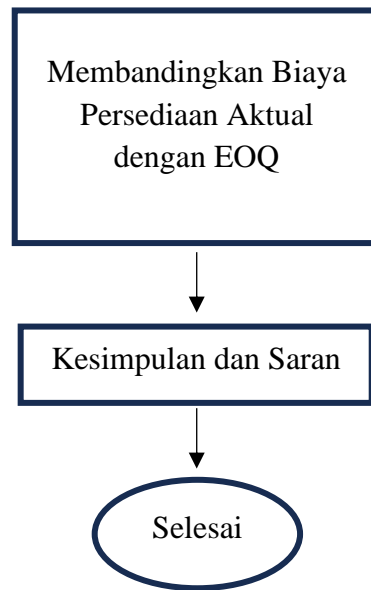 Membandingkan Biaya
Persediaan Aktual
dengan EOQ
Kesimpulan dan Saran
Selesai